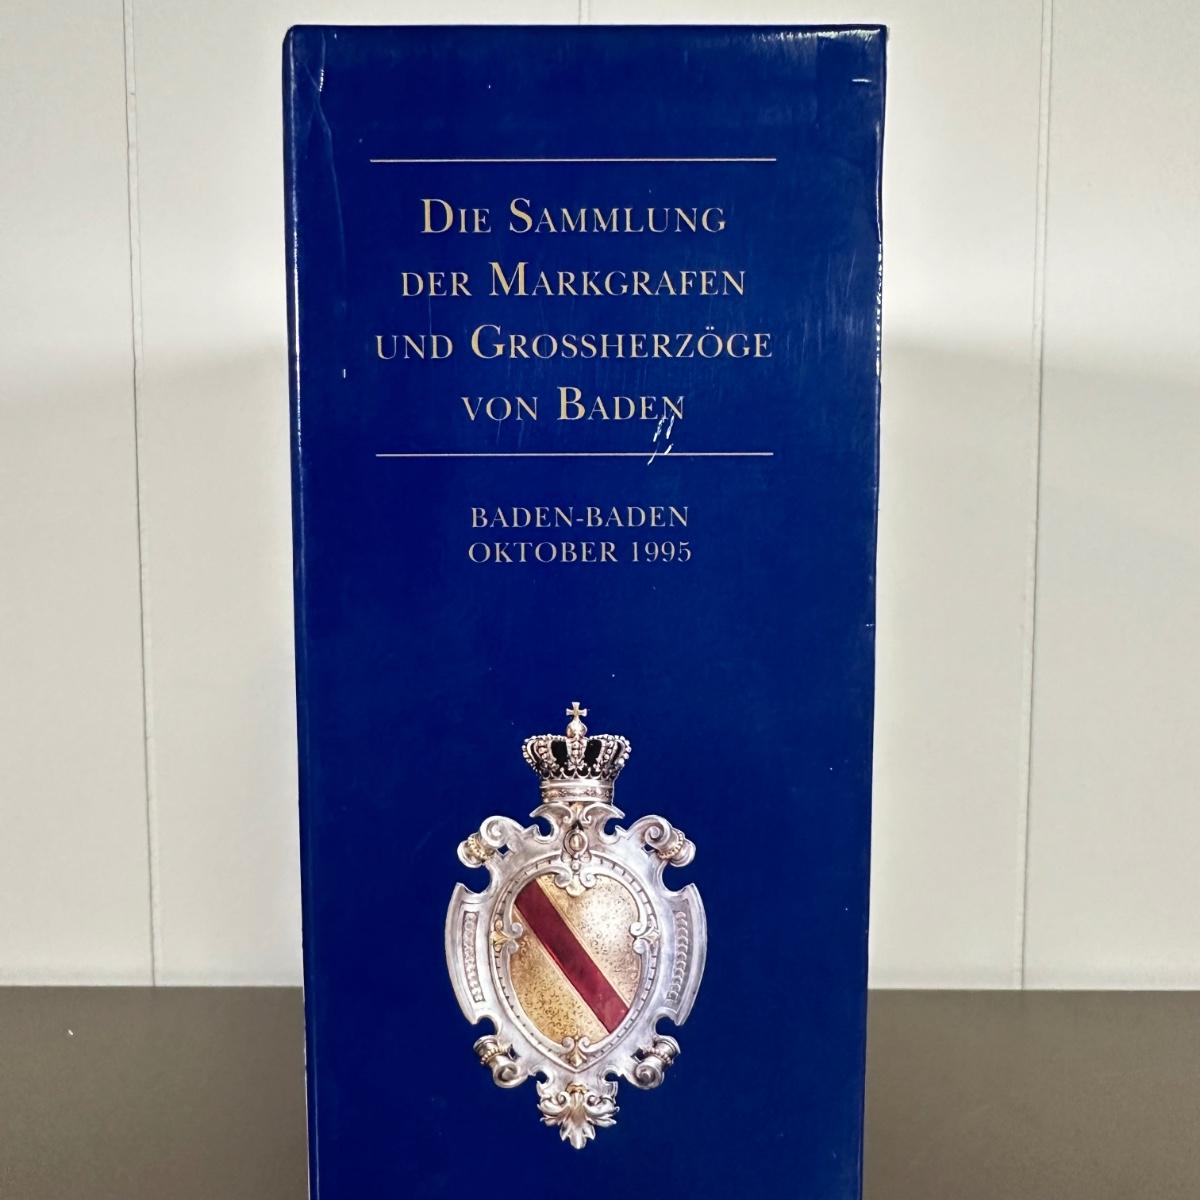 DIE SAMMLUNG
DER MARKGRAFEN
UND GROSSHERZÖGE
VON BADEN
BADEN-BADEN
OKTOBER 1995